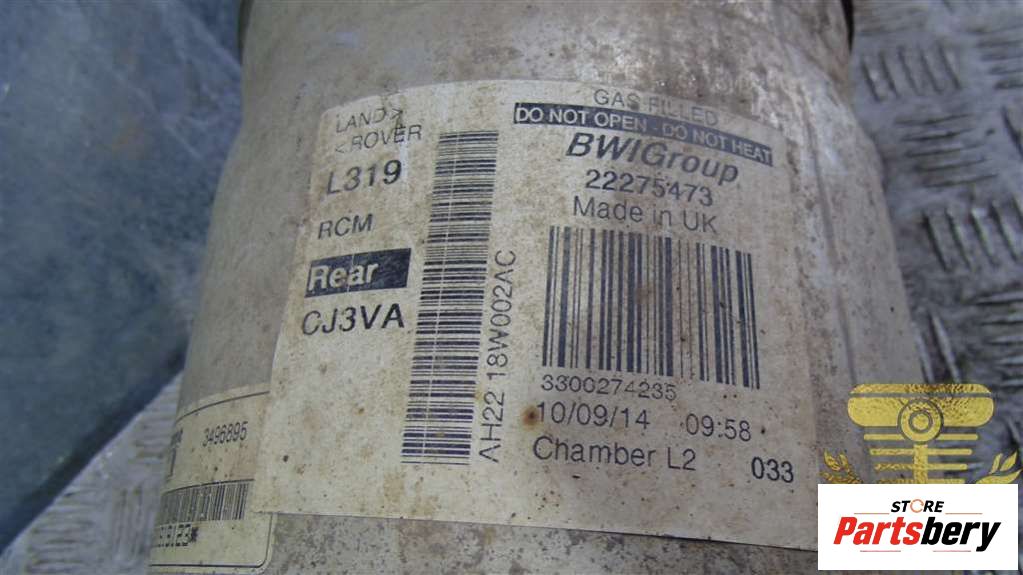 LAND>
<ROVER
L319
RCM
Rear
CJ3VA
AH22 18W002AC
GAS FILLED
DO NOT OPEN - DO NOT HEAT
BWIGroup
22275473
Made in UK
3300274235
10/09/14 09:58
Chamber L2 033
3496895
STORE
Partsbery